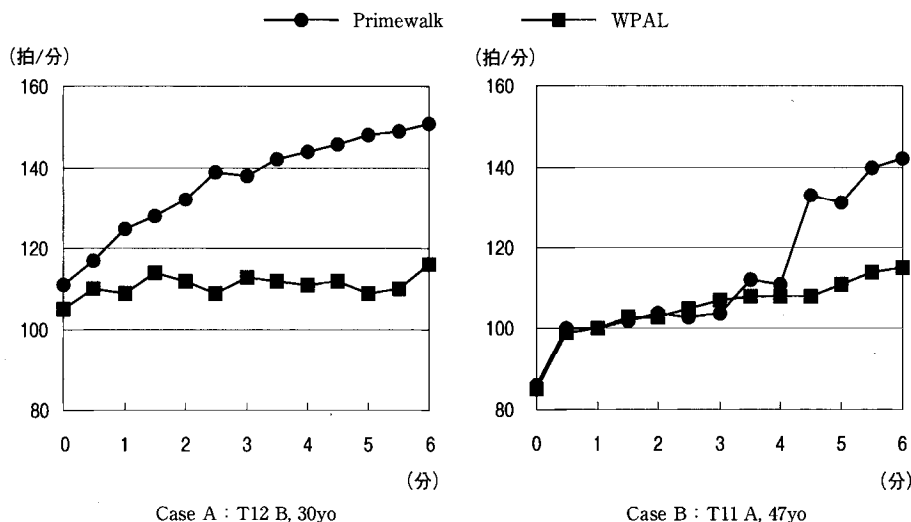 Primewalk WPAL
(拍/分) (拍/分)
160 160
140 140
120 120
100 100
80 80
0 1 2 3 4 5 6 0 1 2 3 4 5 6
(分) (分)
Case A : T12 B, 30yo Case B : T11 A, 47yo